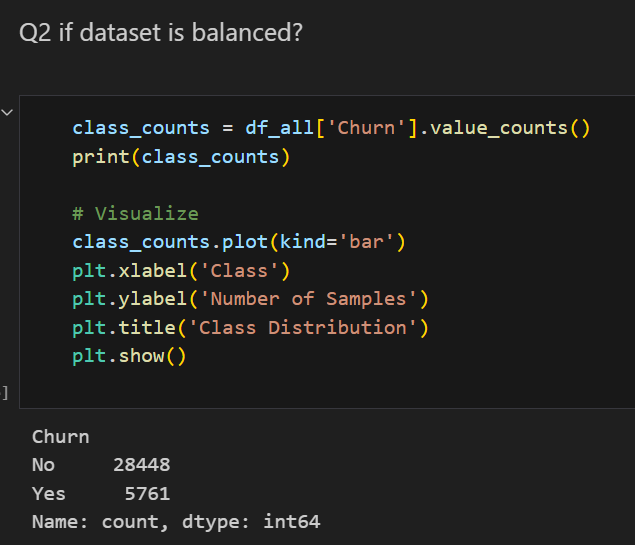 Q2 if dataset is balanced?
class_counts = df_all['Churn'].value_counts()
print(class_counts)
# Visualize
class_counts.plot(kind='bar')
plt.xlabel('Class')
plt.ylabel('Number of Samples')
plt.title('Class Distribution')
plt.show()
]
Churn
No     28448
Yes     5761
Name: count, dtype: int64